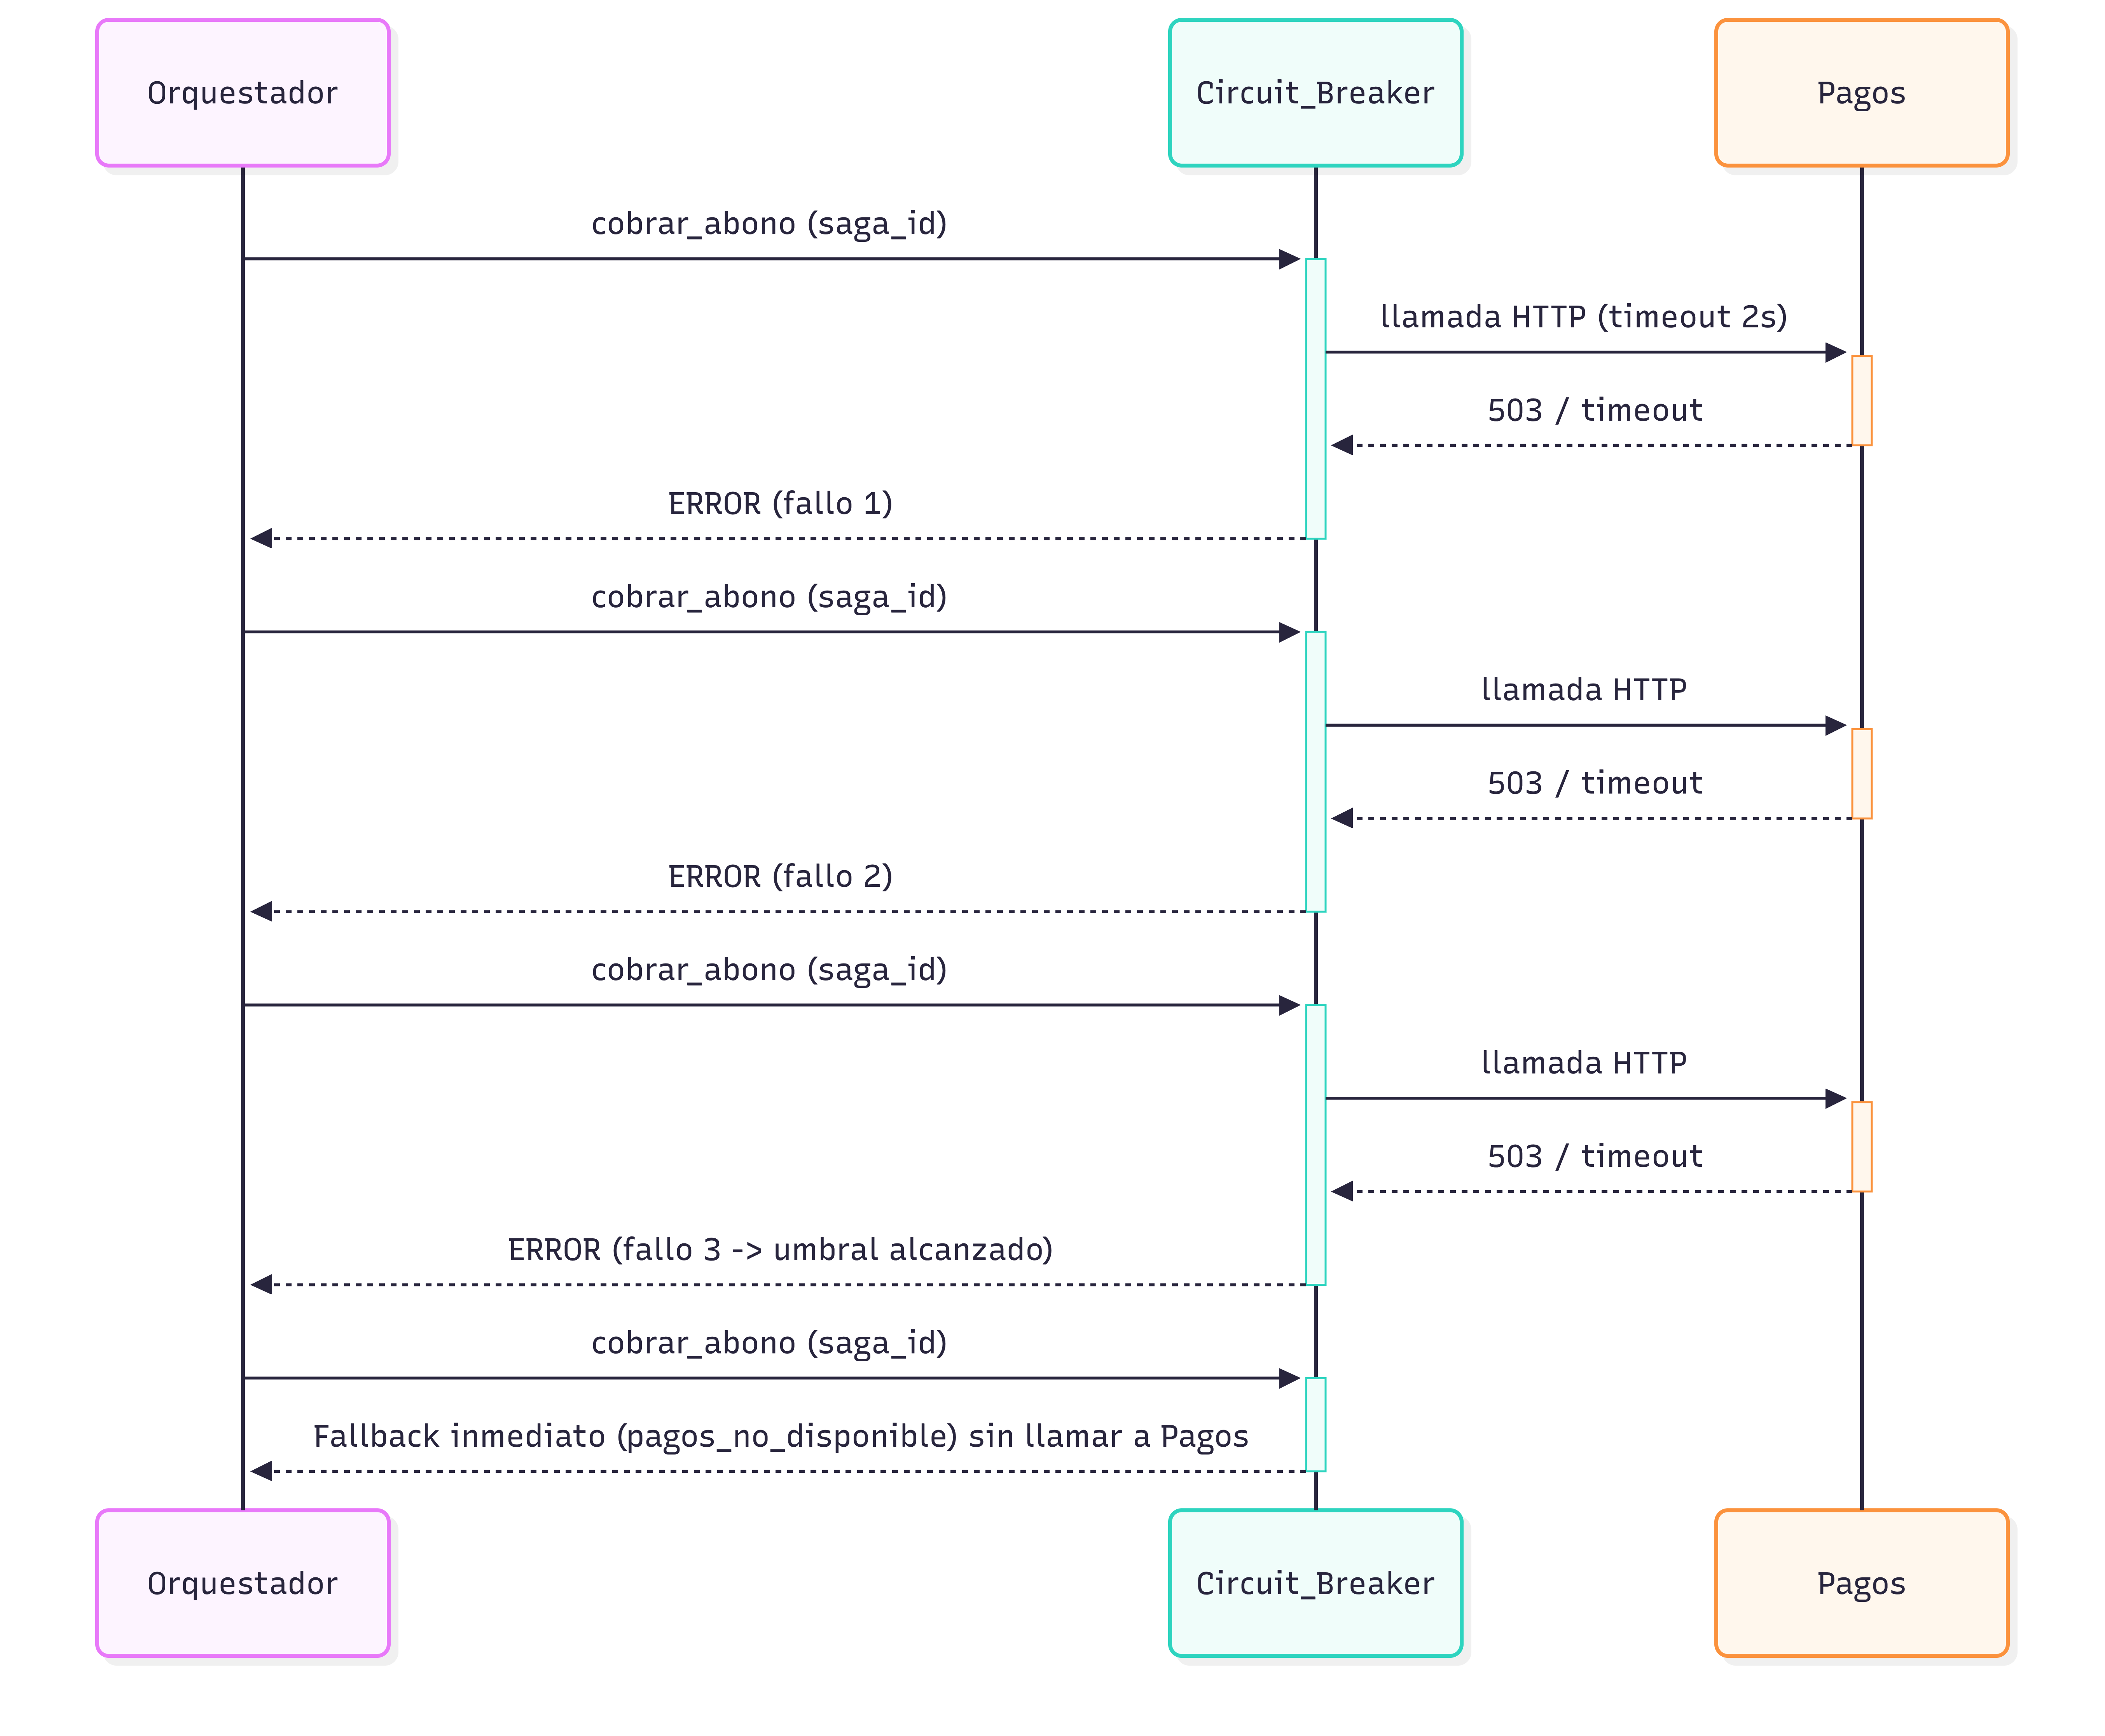 Orquestador
Circuit_Breaker
Pagos
cobrar_abono (saga_id)
llamada HTTP (timeout 2s)
503 / timeout
ERROR (fallo 1)
cobrar_abono (saga_id)
llamada HTTP
503 / timeout
ERROR (fallo 2)
cobrar_abono (saga_id)
llamada HTTP
503 / timeout
ERROR (fallo 3 -> umbral alcanzado)
cobrar_abono (saga_id)
Fallback inmediato (pagos_no_disponible) sin llamar a Pagos
Orquestador
Circuit_Breaker
Pagos